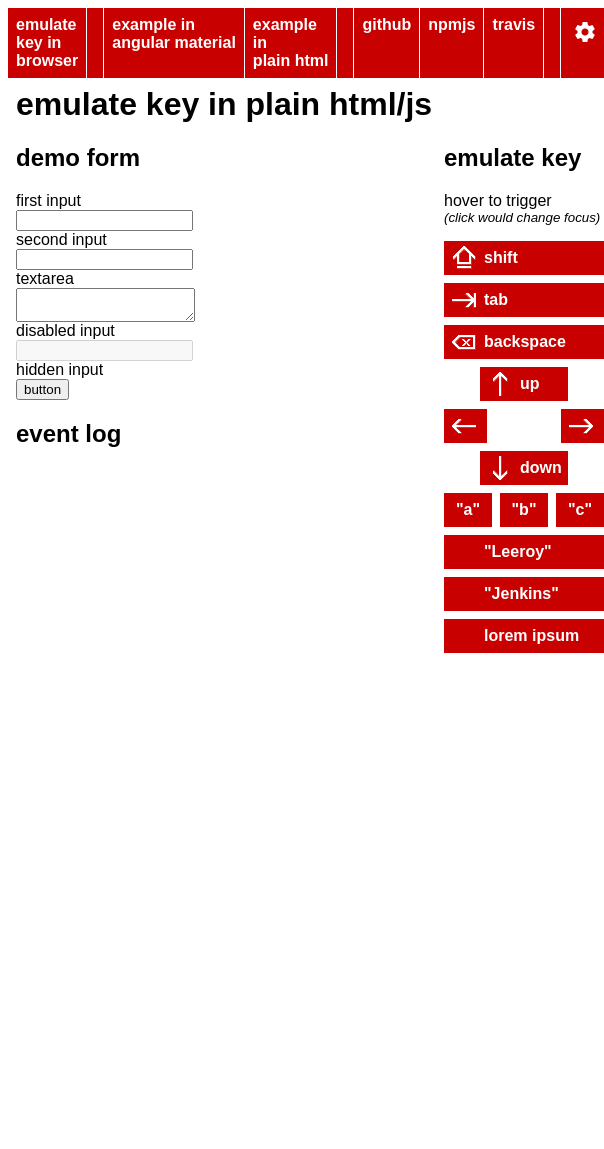 emulate
key in
browser
example in
angular material
example
in
plain html
github
npmjs
travis
emulate key in plain html/js
demo form
first input
second input
textarea
disabled input
hidden input
button
event log
emulate key
hover to trigger
(click would change focus)
shift
tab
backspace
up
down
"a" "b" "c"
"Leeroy"
"Jenkins"
lorem ipsum